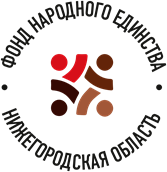 ФОНД НАРОДНОГО ЕДИНСТВА
НИЖЕГОРОДСКАЯ ОБЛАСТЬ